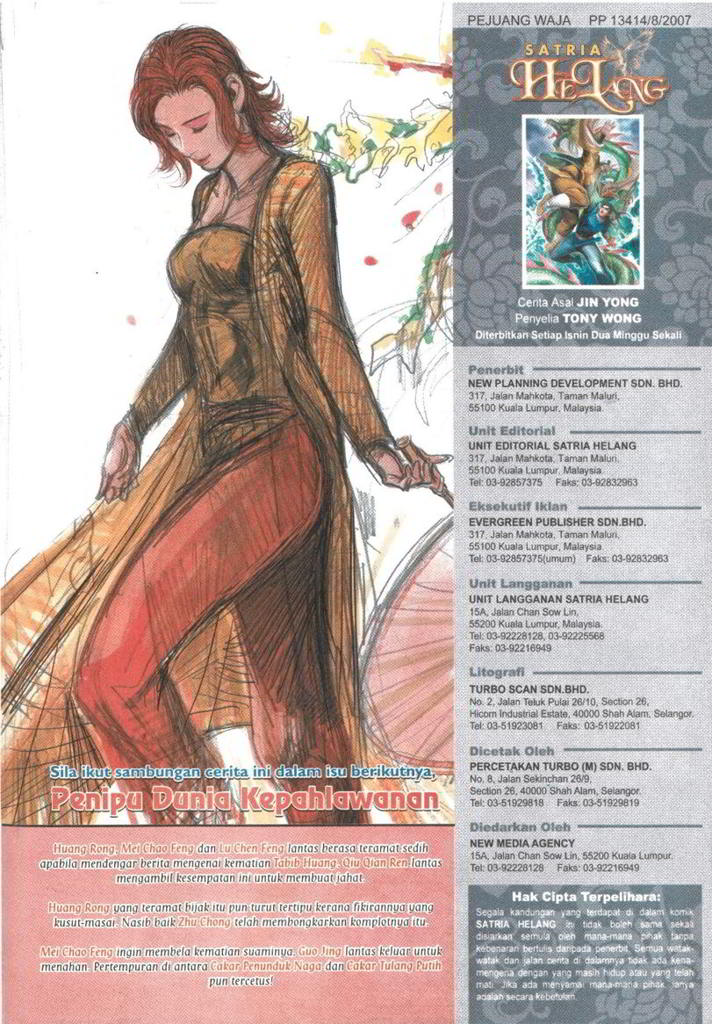 Sila ikut sambungan cerita ini dalam isu berikutnya,
Penipu Dunia Kepahlawanan
Huang Rong, Mei Chao Feng dan Lu Chen Feng lantas berasa teramat sedih
apabila mendengar berita mengenai kematian Tabib Huang. Qiu Qian Ren lantas
mengambil kesempatan ini untuk membuat jahat.
Huang Rong yang teramat bijak itu pun turut tertipu kerana fikirannya yang
kusut-masai. Nasib baik Zhu Chong telah membongkarkan komplotnya itu.
Mei Chao Feng ingin membela kematian suaminya. Guo Jing lantas keluar untuk
menahan. Pertempuran di antara Cakar Penunduk Naga dan Cakar Tulang Putih
pun tercetus!
PEJUANG WAJA PP 13414/8/2007
SATRIA
HELANG
Cerita Asal JIN YONG
Penyelia TONY WONG
Diterbitkan Setiap Isnin Dua Minggu Sekali
Penerbit
NEW PLANNING DEVELOPMENT SDN. BHD.
317, Jalan Mahkota, Taman Maluri,
55100 Kuala Lumpur, Malaysia.
Unit Editorial
UNIT EDITORIAL SATRIA HELANG
317, Jalan Mahkota, Taman Maluri,
55100 Kuala Lumpur, Malaysia.
Tel: 03-92857375 Faks: 03-92832963
Eksekutif Iklan
EVERGREEN PUBLISHER SDN.BHD.
317, Jalan Mahkota, Taman Maluri,
55100 Kuala Lumpur, Malaysia.
Tel: 03-92857375(umum) Faks: 03-92832963
Unit Langganan
UNIT LANGGANAN SATRIA HELANG
15A, Jalan Chan Sow Lin,
55200 Kuala Lumpur, Malaysia.
Tel: 03-92228128, 03-92225568
Faks: 03-92216949
Litografi
TURBO SCAN SDN.BHD.
No. 2, Jalan Teluk Pulai 26/10, Section 26,
Hicom Industrial Estate, 40000 Shah Alam, Selangor.
Tel: 03-51923081 Faks: 03-51922081
Dicetak Oleh
PERCETAKAN TURBO (M) SDN. BHD.
No, 8, Jalan Sekinchan 26/9,
Section 26, 40000 Shah Alam, Selangor.
Tel: 03-51929818 Faks: 03-51929819
Diedarkan Oleh
NEW MEDIA AGENCY
15A, Jalan Chan Sow Lin, 55200 Kuala Lumpur.
Tel: 03-92228128 Faks: 03-92216949
Hak Cipta Terpelihara:
Segala kandungan yang terdapat di dalam komik
SATRIA HELANG ini tidak boleh sama sekali
disiarkan semula oleh mana-mana pihak tanpa
kebenaran bertulis daripada penerbit. Semua watak-
watak dan jalan cerita di dalamnya tidak ada kena-
mengena dengan yang masih hidup atau yang telah
mati. Jika ada menyamai mana-mana pihak, ianya
adalah secara kebetulan.